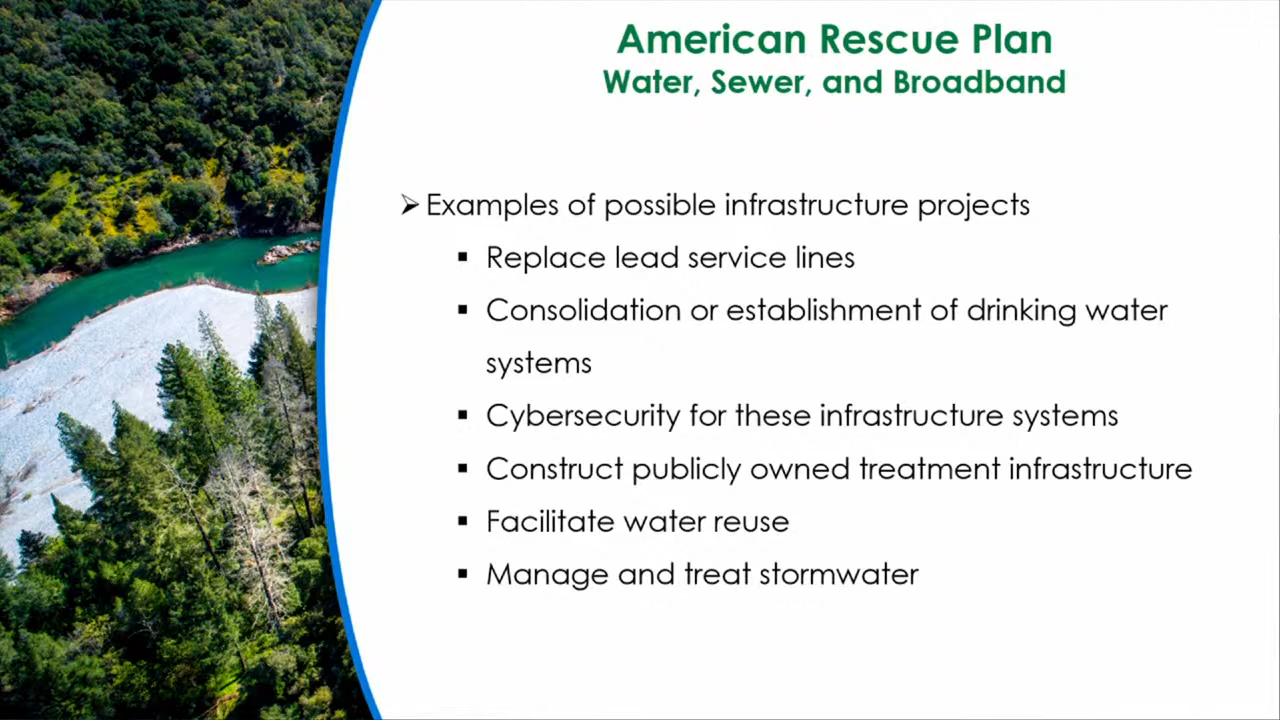 American Rescue Plan
Water, Sewer, and Broadband
➢ Examples of possible infrastructure projects
▪ Replace lead service lines
▪ Consolidation or establishment of drinking water
systems
▪ Cybersecurity for these infrastructure systems
▪ Construct publicly owned treatment infrastructure
▪ Facilitate water reuse
▪ Manage and treat stormwater